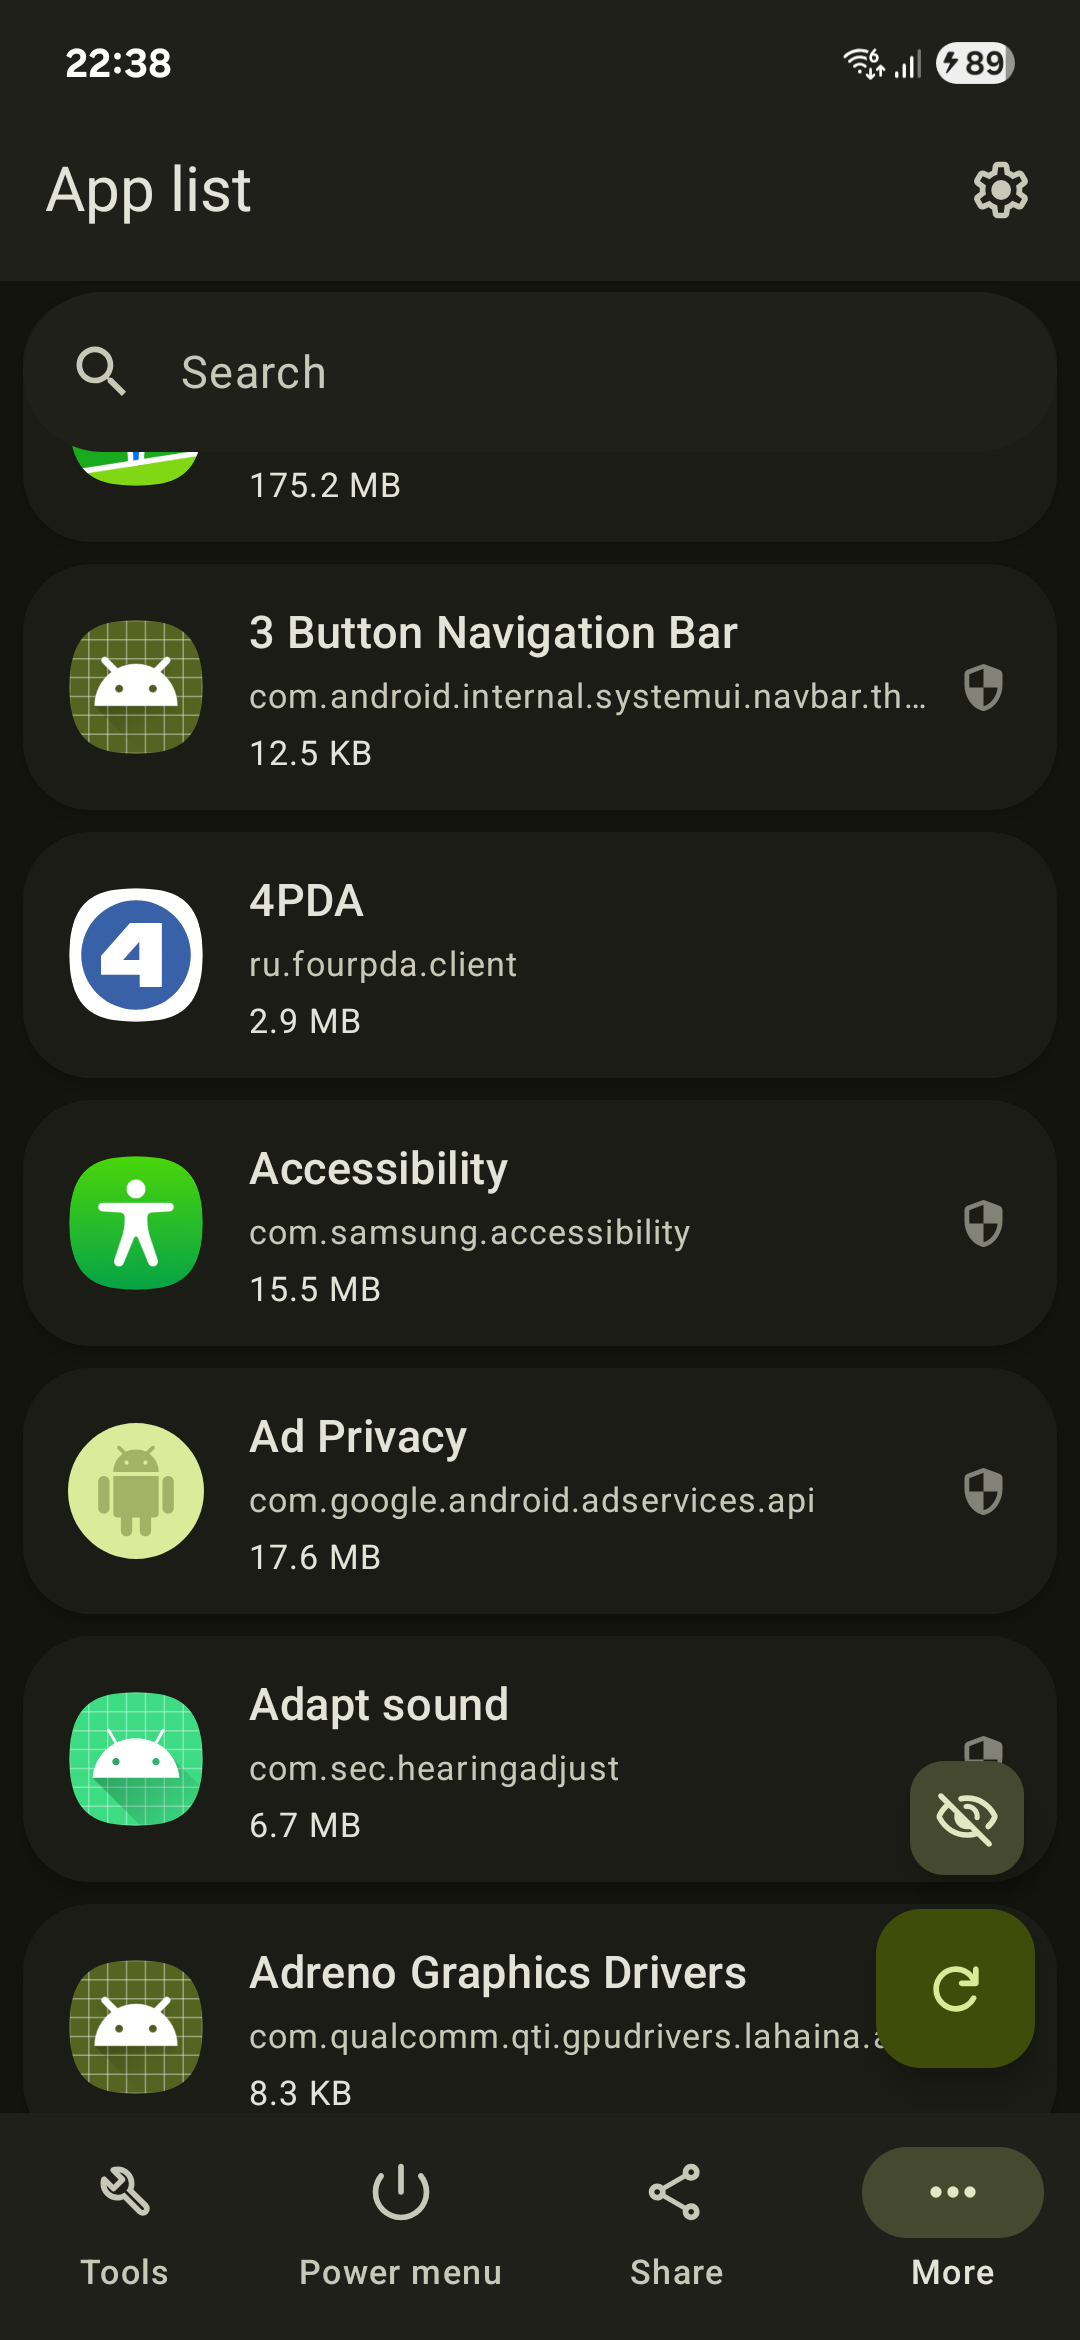 22:38
6
89
App list
Search
175.2 MB
3 Button Navigation Bar
com.android.internal.systemui.navbar.th…
12.5 KB
4
4PDA
ru.fourpda.client
2.9 MB
Accessibility
com.samsung.accessibility
15.5 MB
Ad Privacy
com.google.android.adservices.api
17.6 MB
Adapt sound
com.sec.hearingadjust
6.7 MB
Adreno Graphics Drivers
com.qualcomm.qti.gpudrivers.lahaina.
8.3 KB
Tools
Power menu
Share
More